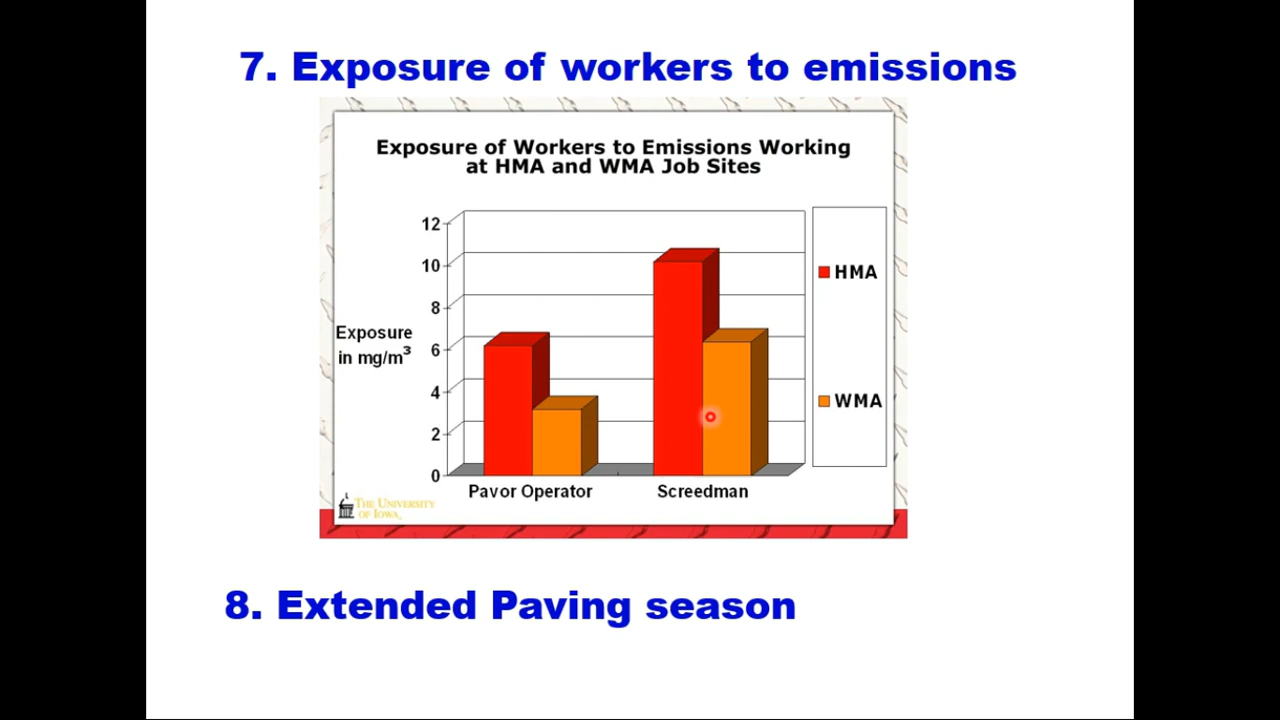 7. Exposure of workers to emissions
Exposure of Workers to Emissions Working
at HMA and WMA Job Sites
12
10
8
6
4
2
0
Exposure
in mg/m³
HMA
WMA
Pavor Operator
Screedman
THE UNIVERSITY
OF IOWA
8. Extended Paving season